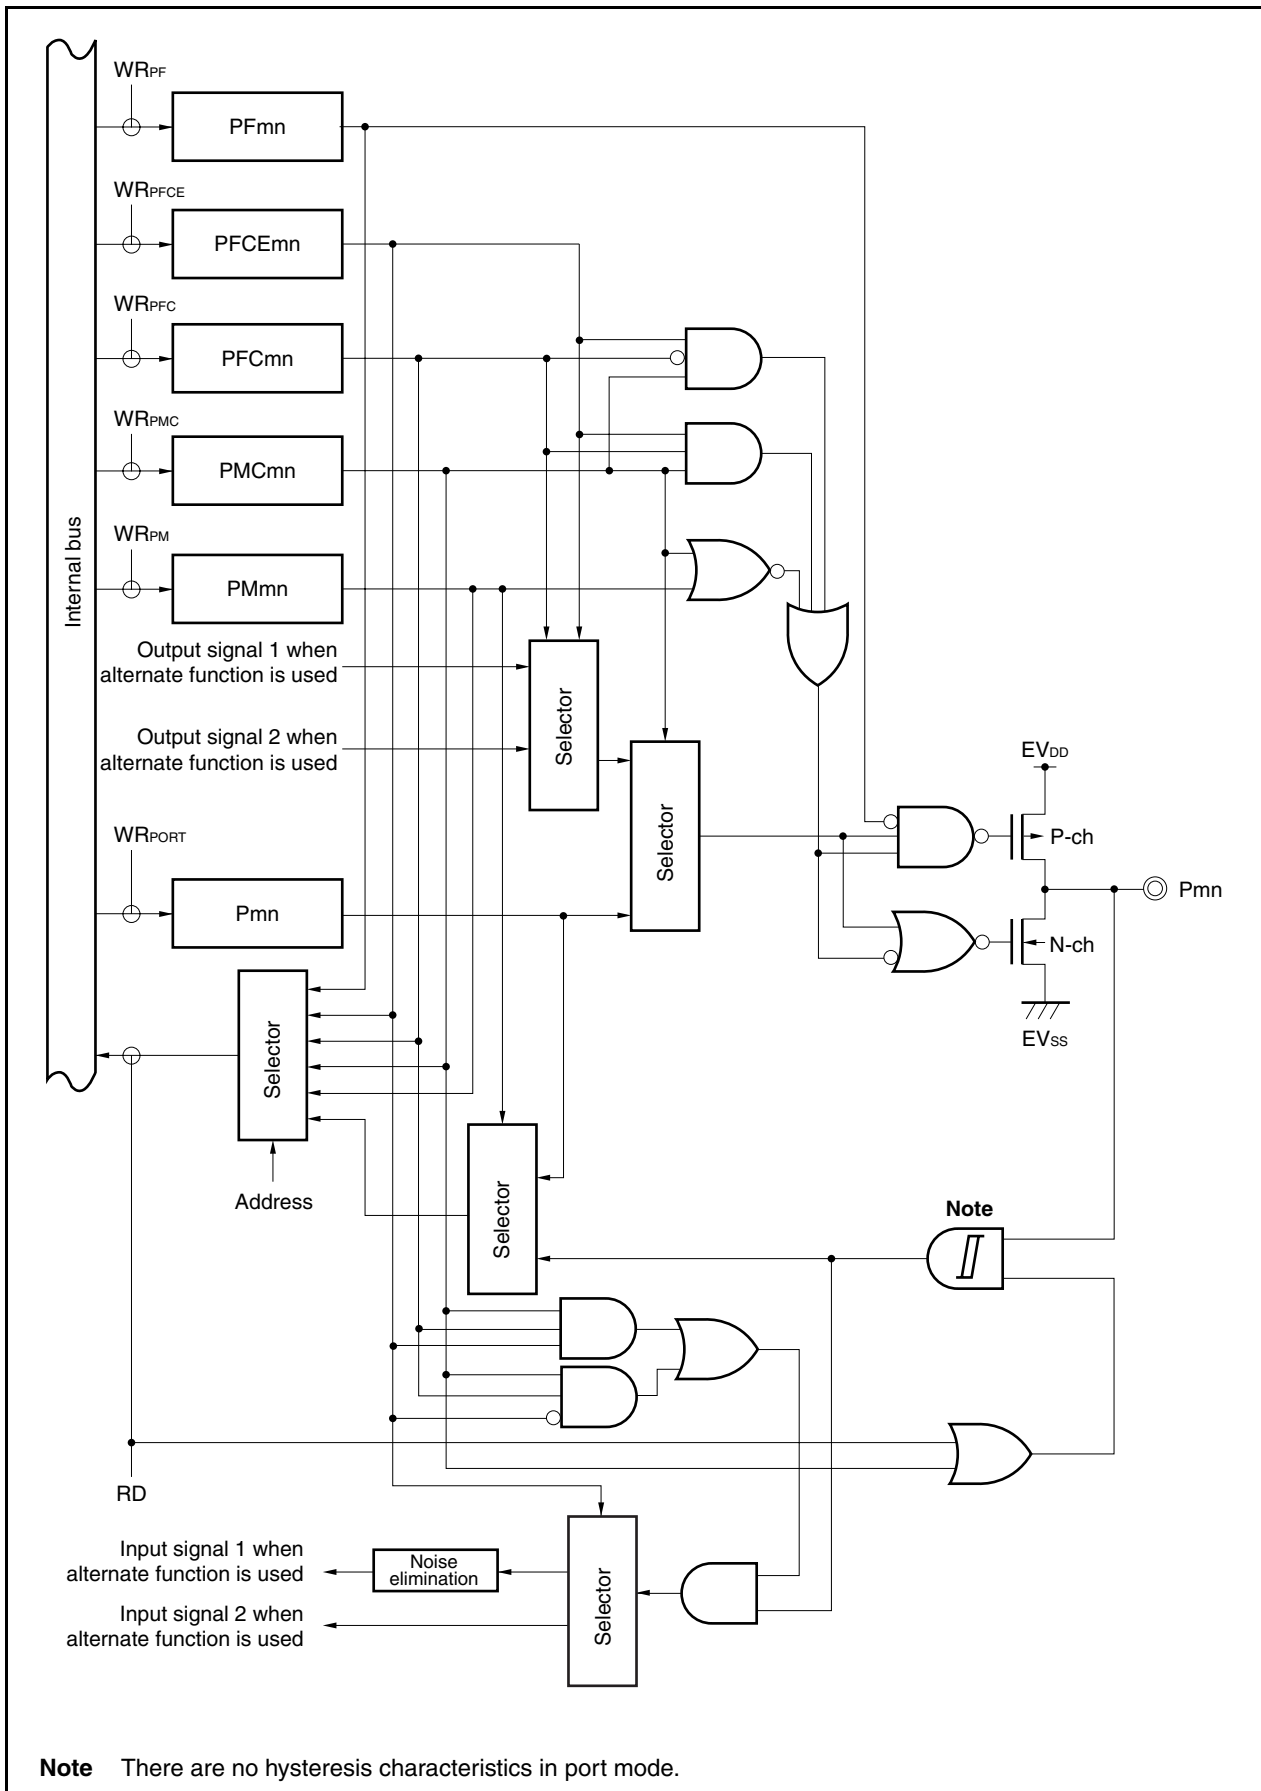 WRPF
PFmn
WRPFCE
PFCEmn
WRPFC
PFCmn
WRPMC
PMCmn
WRPM
PMmn
Internal bus
Output signal 1 when
alternate function is used
Output signal 2 when
alternate function is used
Selector
Selector
WRPORT
Pmn
EVDD
P-ch
Pmn
N-ch
EVSS
Selector
Address
Selector
Note
RD
Input signal 1 when
alternate function is used
Noise
elimination
Input signal 2 when
alternate function is used
Selector
Note There are no hysteresis characteristics in port mode.